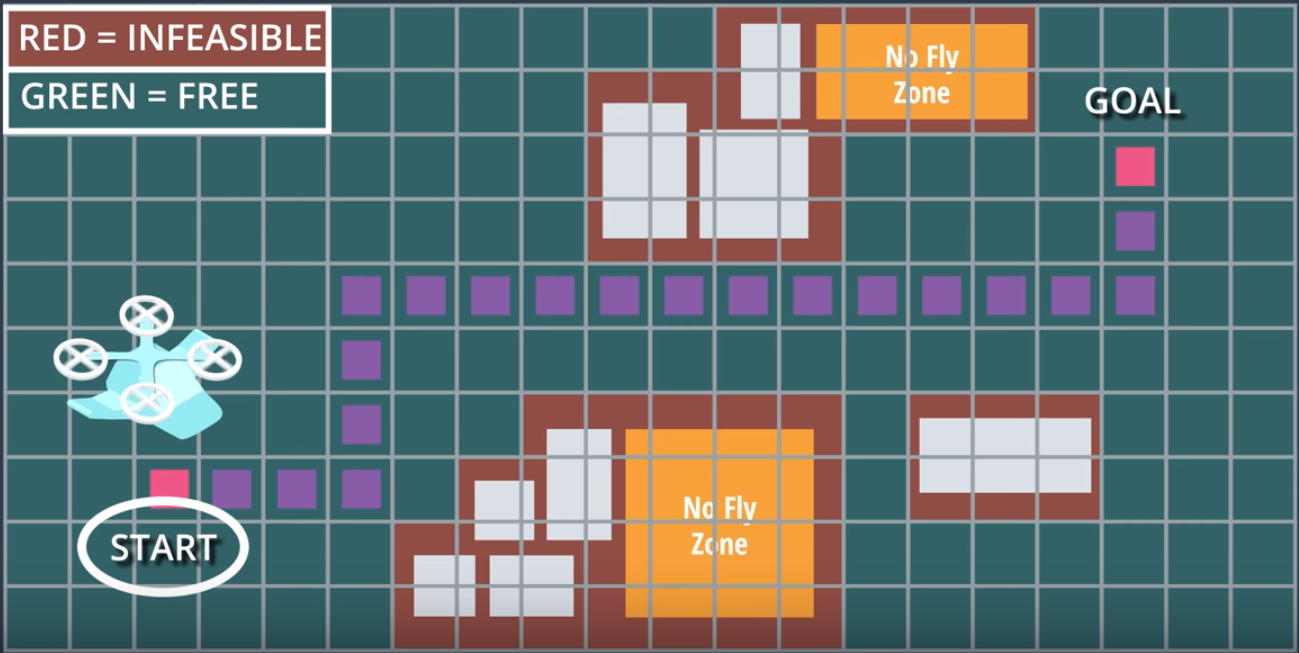 RED = INFEASIBLE
GREEN = FREE
No Fly
Zone
GOAL
No Fly
Zone
START